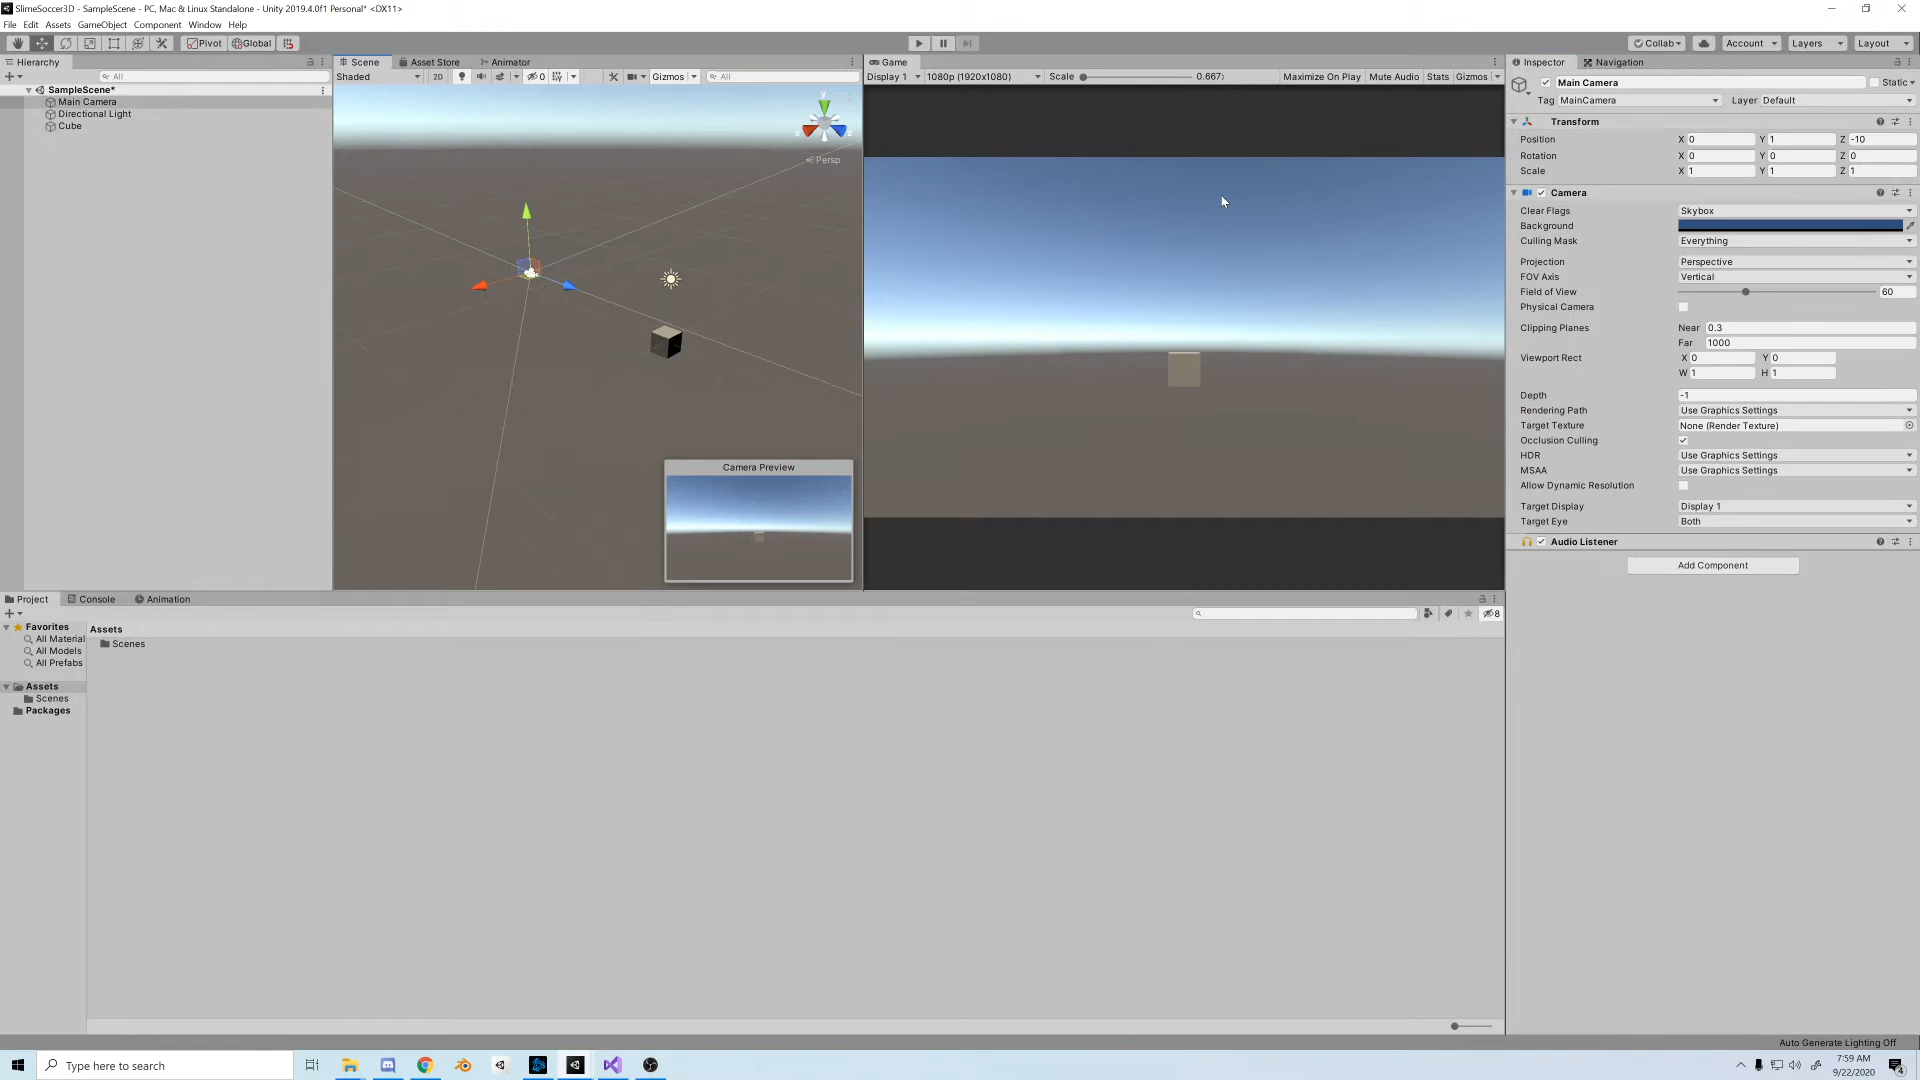 SlimeSoccer3D - SampleScene - PC, Mac & Linux Standalone - Unity 2019.4.0f1 Personal* <DX11>
File Edit Assets GameObject Component Window Help
Pivot Global Collab Account Layers Layout
Hierarchy
All
SampleScene*
Main Camera
Directional Light
Cube
Scene Asset Store Animator
Shaded 2D 0 Gizmos All
y
x z
Persp
Camera Preview
Game
Display 1 1080p (1920x1080) Scale 0.667: Maximize On Play Mute Audio Stats Gizmos
Inspector Navigation
Main Camera Static
Tag MainCamera Layer Default
Transform
Position X 0 Y 1 Z -10
Rotation X 0 Y 0 Z 0
Scale X 1 Y 1 Z 1
Camera
Clear Flags Skybox
Background
Culling Mask Everything
Projection Perspective
FOV Axis Vertical
Field of View 60
Physical Camera
Clipping Planes Near 0.3
Far 1000
Viewport Rect X 0 Y 0
W 1 H 1
Depth -1
Rendering Path Use Graphics Settings
Target Texture None (Render Texture)
Occlusion Culling
HDR Use Graphics Settings
MSAA Use Graphics Settings
Allow Dynamic Resolution
Target Display Display 1
Target Eye Both
Audio Listener
Add Component
Project Console Animation
8
Favorites
All Material
All Models
All Prefabs
Assets
Scenes
Packages
Assets
Scenes
Auto Generate Lighting Off
Type here to search
7:59 AM
9/22/2020
4